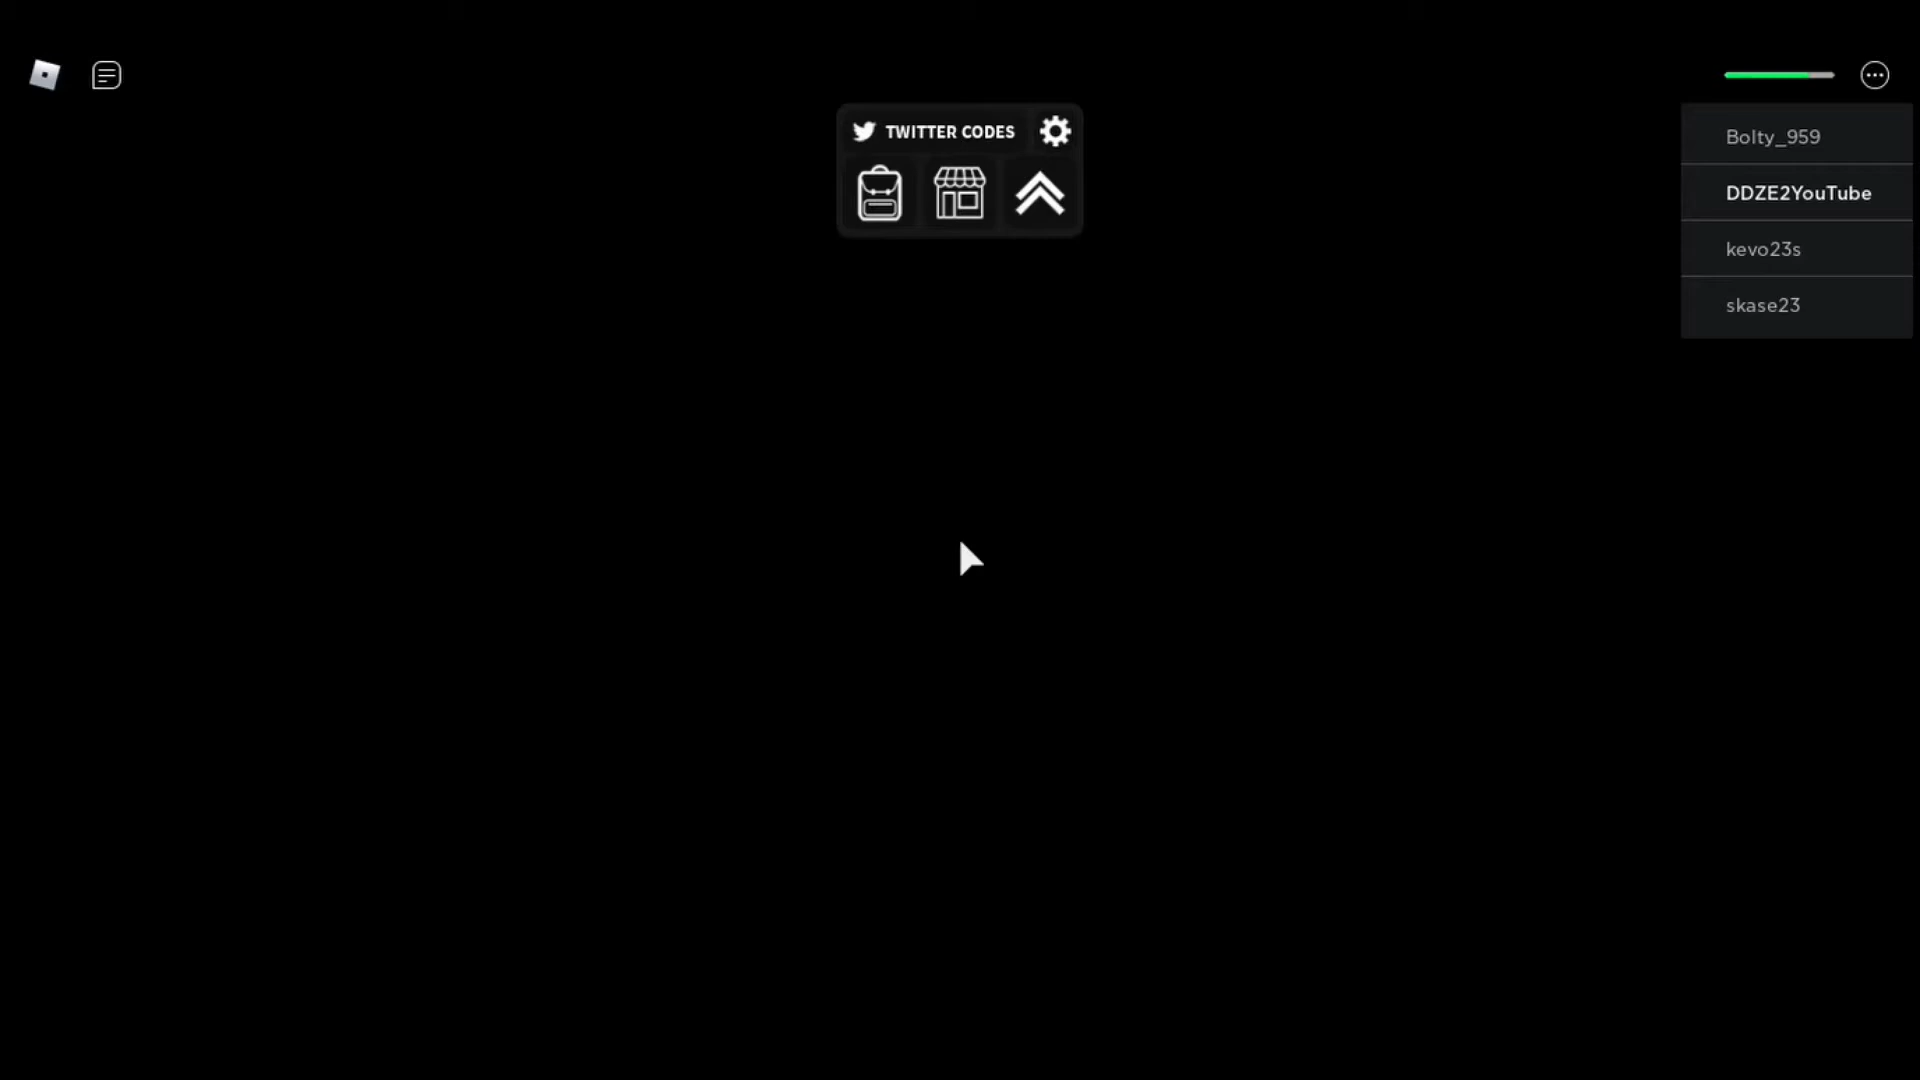 TWITTER CODES
Bolty_959
DDZE2YouTube
kevo23s
skase23